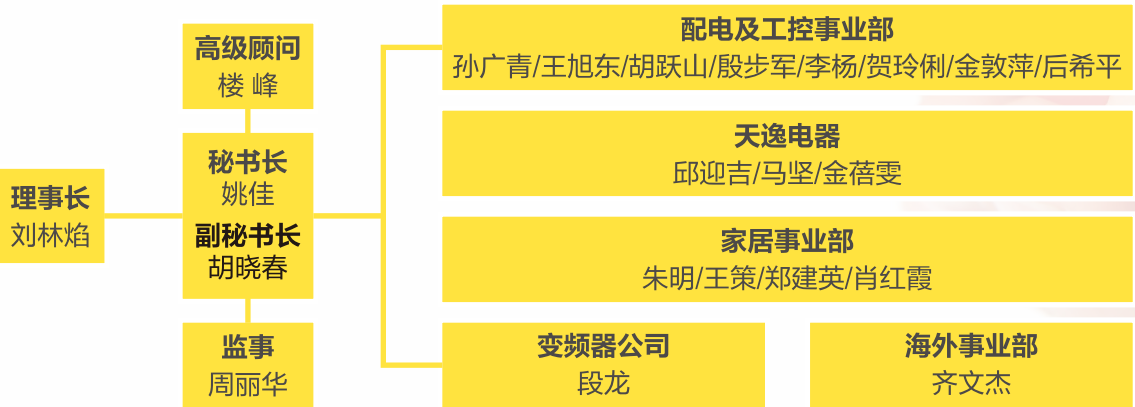 理事长
刘林焰
高级顾问
楼 峰
秘书长
姚佳
副秘书长
胡晓春
监事
周丽华
配电及工控事业部
孙广青/王旭东/胡跃山/殷步军/李杨/贺玲俐/金敦萍/后希平
天逸电器
邱迎吉/马坚/金蓓雯
家居事业部
朱明/王策/郑建英/肖红霞
变频器公司
段龙
海外事业部
齐文杰